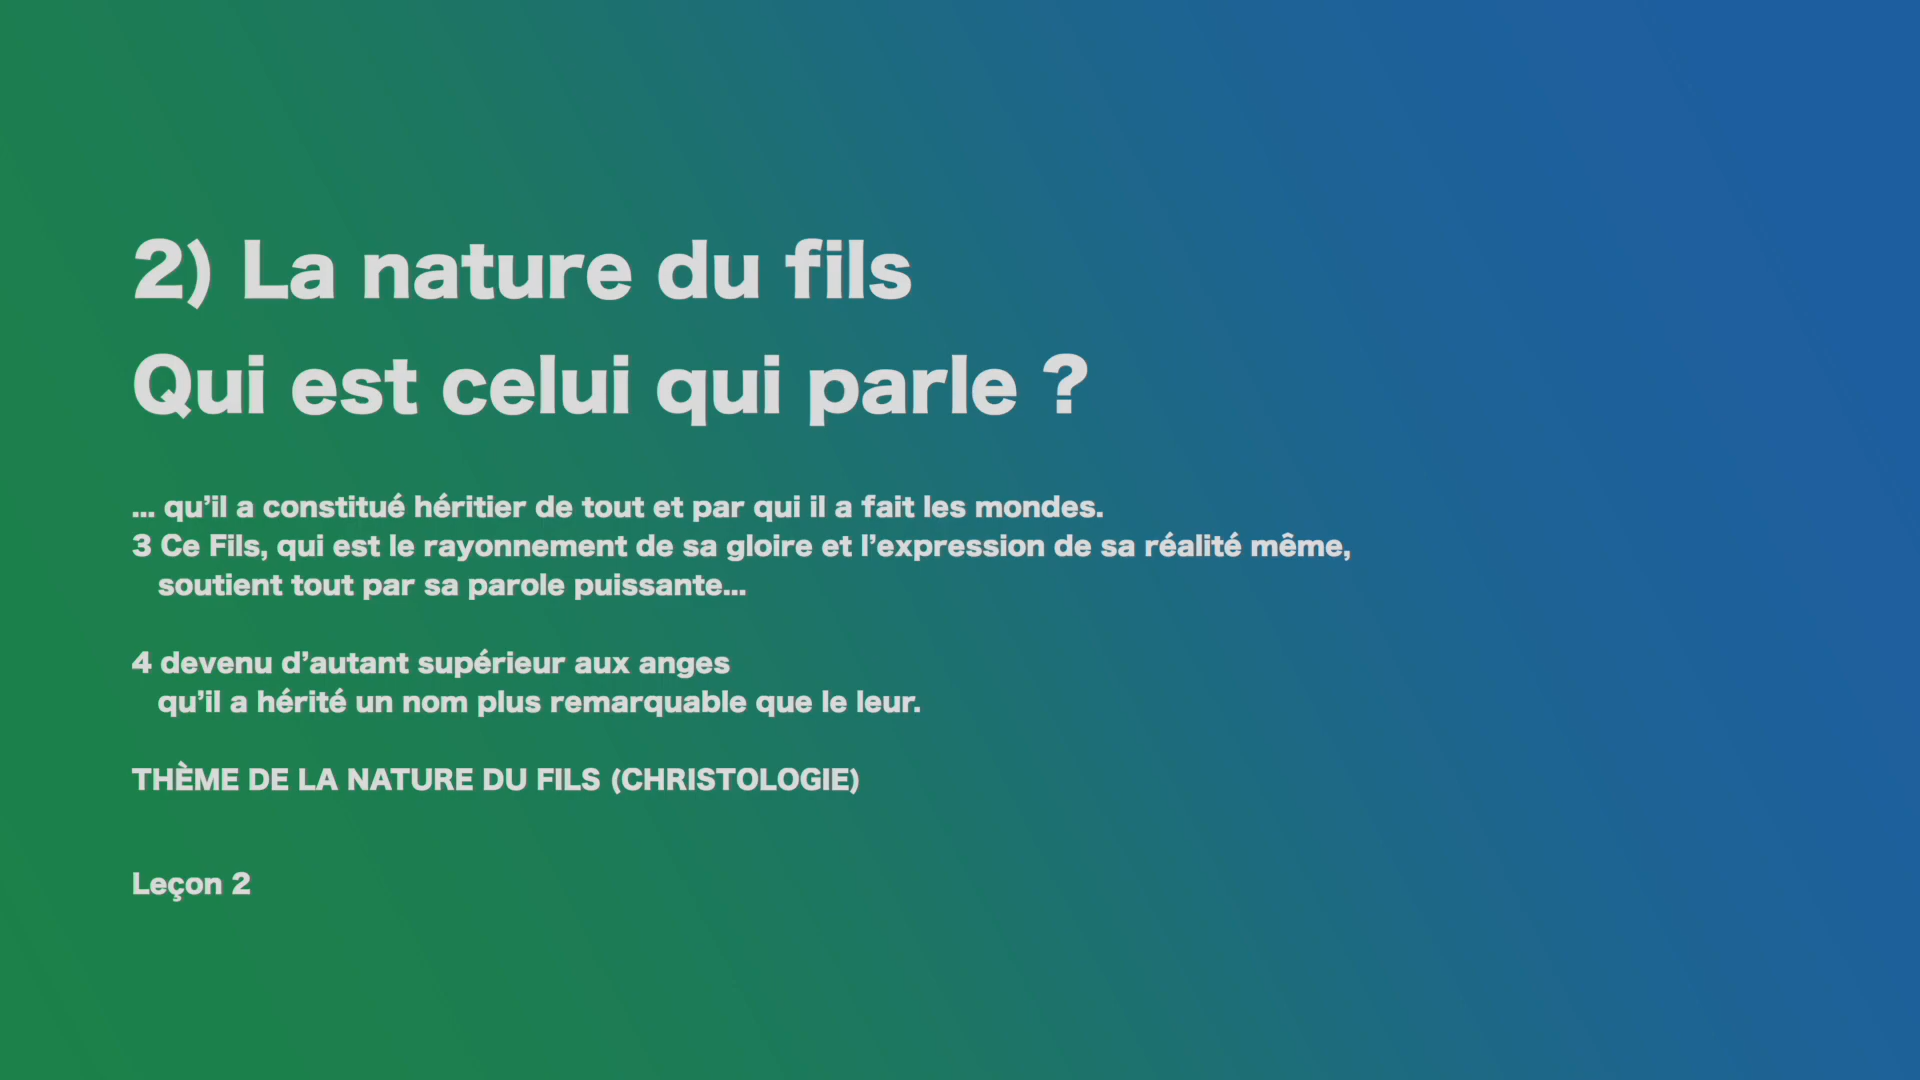 2) La nature du fils
Qui est celui qui parle ?
... qu’il a constitué héritier de tout et par qui il a fait les mondes.
3 Ce Fils, qui est le rayonnement de sa gloire et l’expression de sa réalité même,
soutient tout par sa parole puissante...
4 devenu d’autant supérieur aux anges
qu’il a hérité un nom plus remarquable que le leur.
THÈME DE LA NATURE DU FILS (CHRISTOLOGIE)
Leçon 2